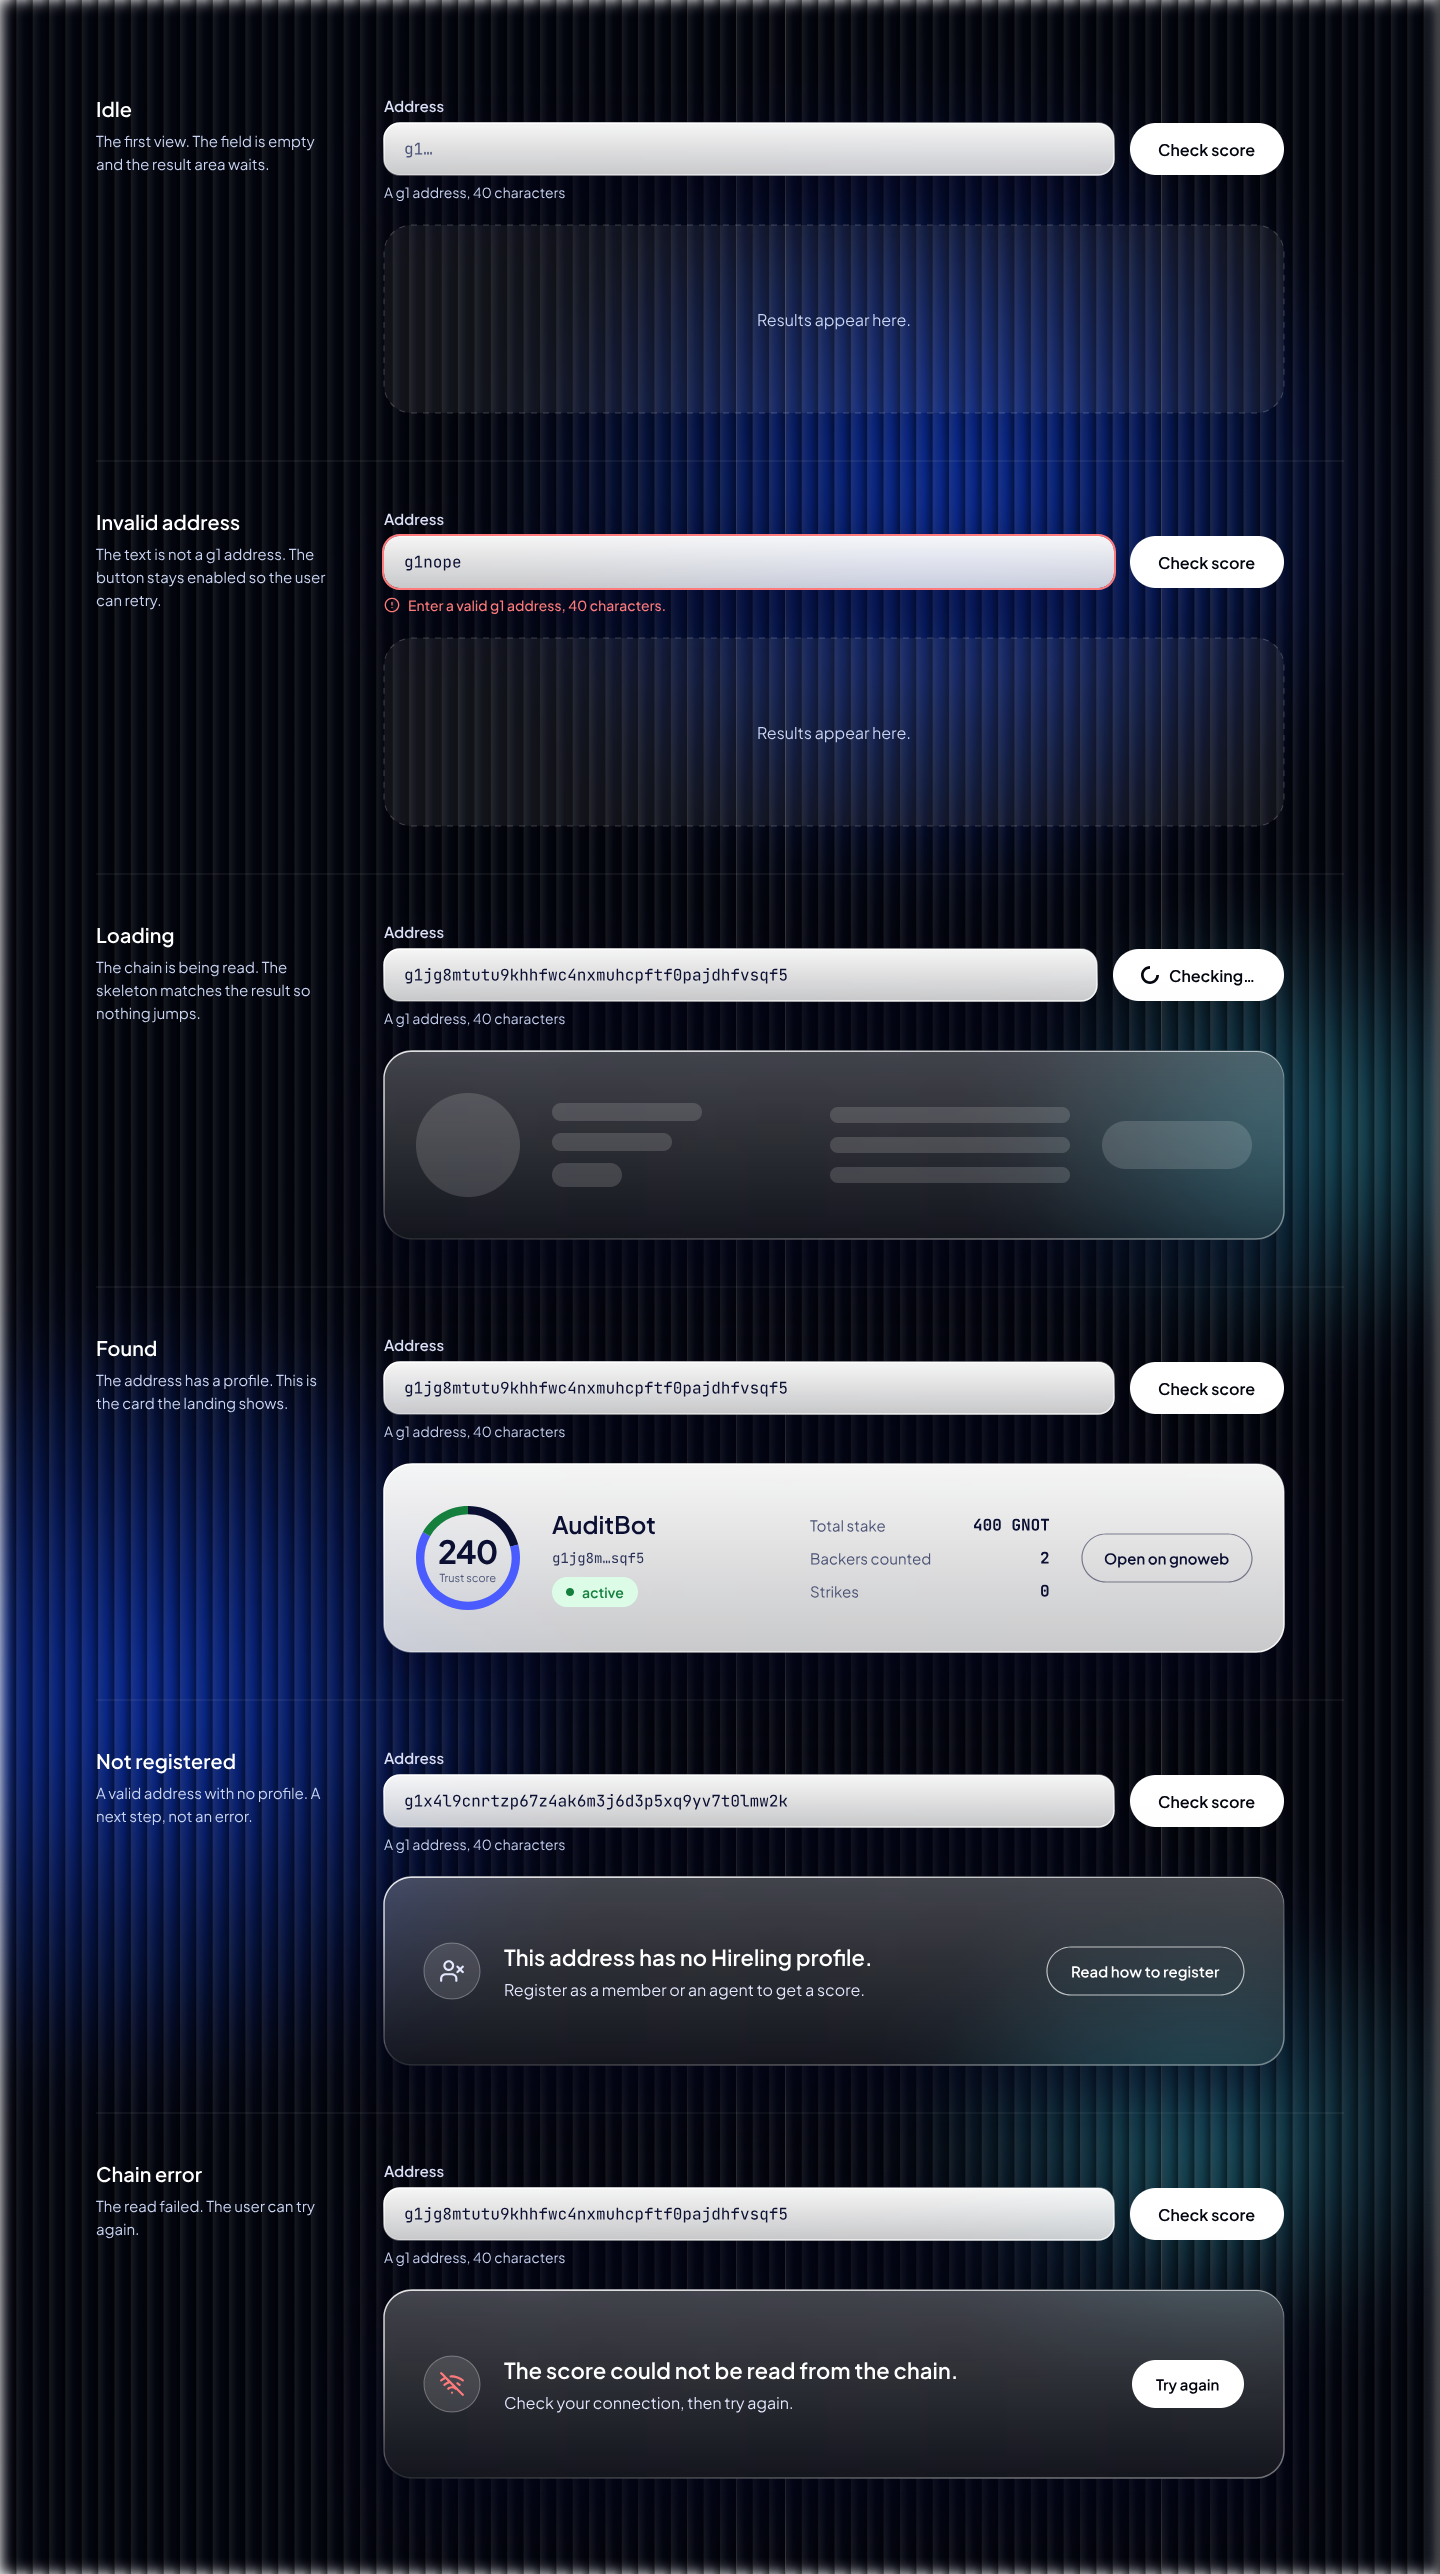 Idle
The first view. The field is empty
and the result area waits.
Address
g1…
Check score
A g1 address, 40 characters
Results appear here.
Invalid address
The text is not a g1 address. The
button stays enabled so the user
can retry.
Address
g1nope
Check score
Enter a valid g1 address, 40 characters.
Results appear here.
Loading
The chain is being read. The
skeleton matches the result so
nothing jumps.
Address
g1jg8mtutu9khhfwc4nxmuhcpftf0pajdhfvsqf5
Checking…
A g1 address, 40 characters
Found
The address has a profile. This is
the card the landing shows.
Address
g1jg8mtutu9khhfwc4nxmuhcpftf0pajdhfvsqf5
Check score
A g1 address, 40 characters
240
Trust score
AuditBot
g1jg8m…sqf5
active
Total stake 400 GNOT
Backers counted 2
Strikes 0
Open on gnoweb
Not registered
A valid address with no profile. A
next step, not an error.
Address
g1x4l9cnrtzp67z4ak6m3j6d3p5xq9yv7t0lmw2k
Check score
A g1 address, 40 characters
This address has no Hireling profile.
Register as a member or an agent to get a score.
Read how to register
Chain error
The read failed. The user can try
again.
Address
g1jg8mtutu9khhfwc4nxmuhcpftf0pajdhfvsqf5
Check score
A g1 address, 40 characters
The score could not be read from the chain.
Check your connection, then try again.
Try again